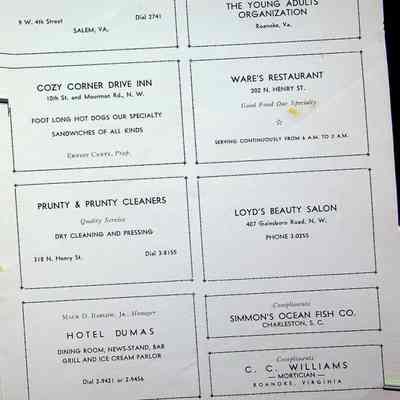 9 W. 4th Street
Dial 2741
SALEM, VA.
THE YOUNG ADULTS
ORGANIZATION
Roanoke, Va.
COZY CORNER DRIVE INN
10th St. and Moorman Rd., N. W.
FOOT LONG HOT DOGS OUR SPECIALTY
SANDWICHES OF ALL KINDS
Prop.
WARE'S RESTAURANT
202 N. HENRY ST.
Good Food Our Specialty
SERVING CONTINUOUSLY FROM 6 A.M. TO 2 A.M.
PRUNTY & PRUNTY CLEANERS
Quality Service
DRY CLEANING AND PRESSING
318 N. Henry St.
Dial 3-8155
LOYD'S BEAUTY SALON
407 Gainsboro Road, N. W.
PHONE 3-0255
Mack D. Barlow, Jr., Manager
HOTEL DUMAS
DINING ROOM, NEWS-STAND, BAR
GRILL AND ICE CREAM PARLOR
Dial 2-9421 or 2-9456
Compliments
SIMMON'S OCEAN FISH CO.
CHARLESTON, S. C.
Compliments
C. C. WILLIAMS
— MORTICIAN —
ROANOKE, VIRGINIA